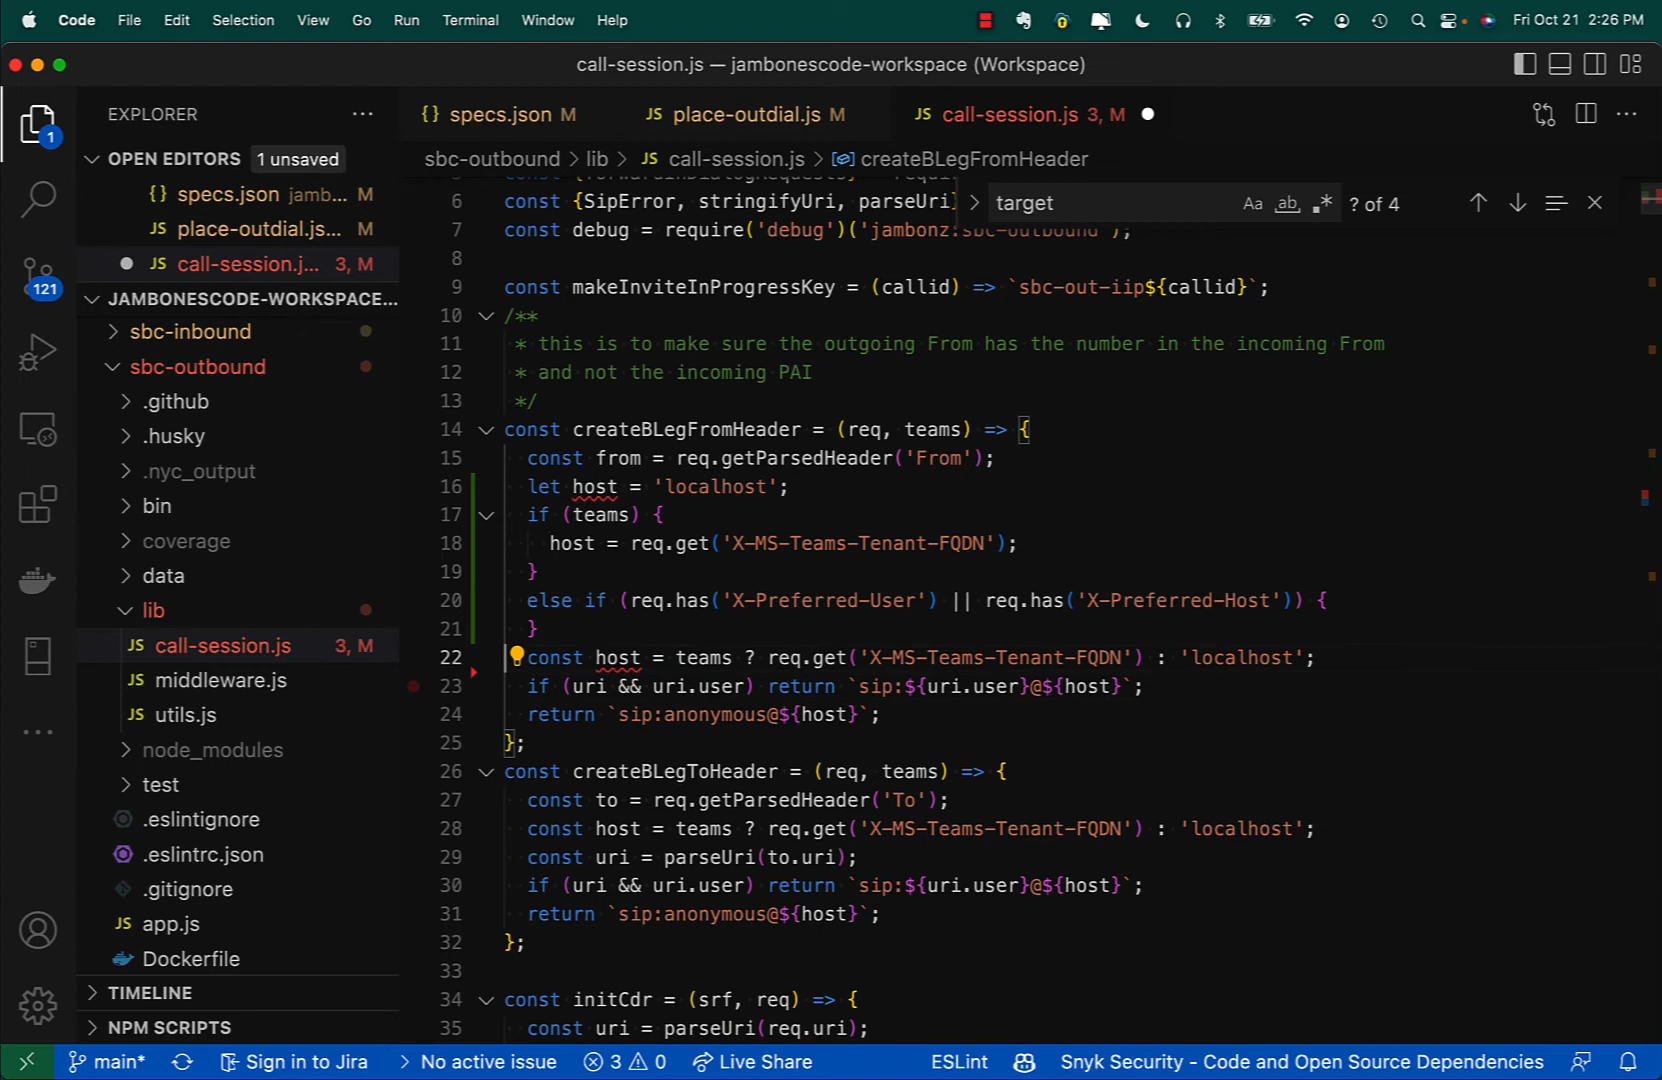 Code File Edit Selection View Go Run Terminal Window Help Fri Oct 21 2:26 PM
call-session.js — jambonescode-workspace (Workspace)
EXPLORER ···
{} specs.json M JS place-outdial.js M JS call-session.js 3, M
OPEN EDITORS 1 unsaved
sbc-outbound > lib > JS call-session.js > createBLegFromHeader
{} specs.json jamb... M
JS place-outdial.js... M
JS call-session.j... 3, M
JAMBONESCODE-WORKSPACE...
sbc-inbound
sbc-outbound
.github
.husky
.nyc_output
bin
coverage
data
lib
JS call-session.js 3, M
JS middleware.js
JS utils.js
node_modules
test
.eslintignore
.eslintrc.json
.gitignore
JS app.js
Dockerfile
TIMELINE
NPM SCRIPTS
1
121
target Aa ab .* ? of 4
6 const {SipError, stringifyUri, parseUri}
7 const debug = require('debug')('jambonz:sbc-outbound');
8
9 const makeInviteInProgressKey = (callid) => `sbc-out-iip${callid}`;
10 /**
11 * this is to make sure the outgoing From has the number in the incoming From
12 * and not the incoming PAI
13 */
14 const createBLegFromHeader = (req, teams) => {
15 const from = req.getParsedHeader('From');
16 let host = 'localhost';
17 if (teams) {
18 host = req.get('X-MS-Teams-Tenant-FQDN');
19 }
20 else if (req.has('X-Preferred-User') || req.has('X-Preferred-Host')) {
21 }
22 const host = teams ? req.get('X-MS-Teams-Tenant-FQDN') : 'localhost';
23 if (uri && uri.user) return `sip:${uri.user}@${host}`;
24 return `sip:anonymous@${host}`;
25 };
26 const createBLegToHeader = (req, teams) => {
27 const to = req.getParsedHeader('To');
28 const host = teams ? req.get('X-MS-Teams-Tenant-FQDN') : 'localhost';
29 const uri = parseUri(to.uri);
30 if (uri && uri.user) return `sip:${uri.user}@${host}`;
31 return `sip:anonymous@${host}`;
32 };
33
34 const initCdr = (srf, req) => {
35 const uri = parseUri(req.uri);
main* Sign in to Jira > No active issue 3 0 Live Share ESLint Snyk Security - Code and Open Source Dependencies